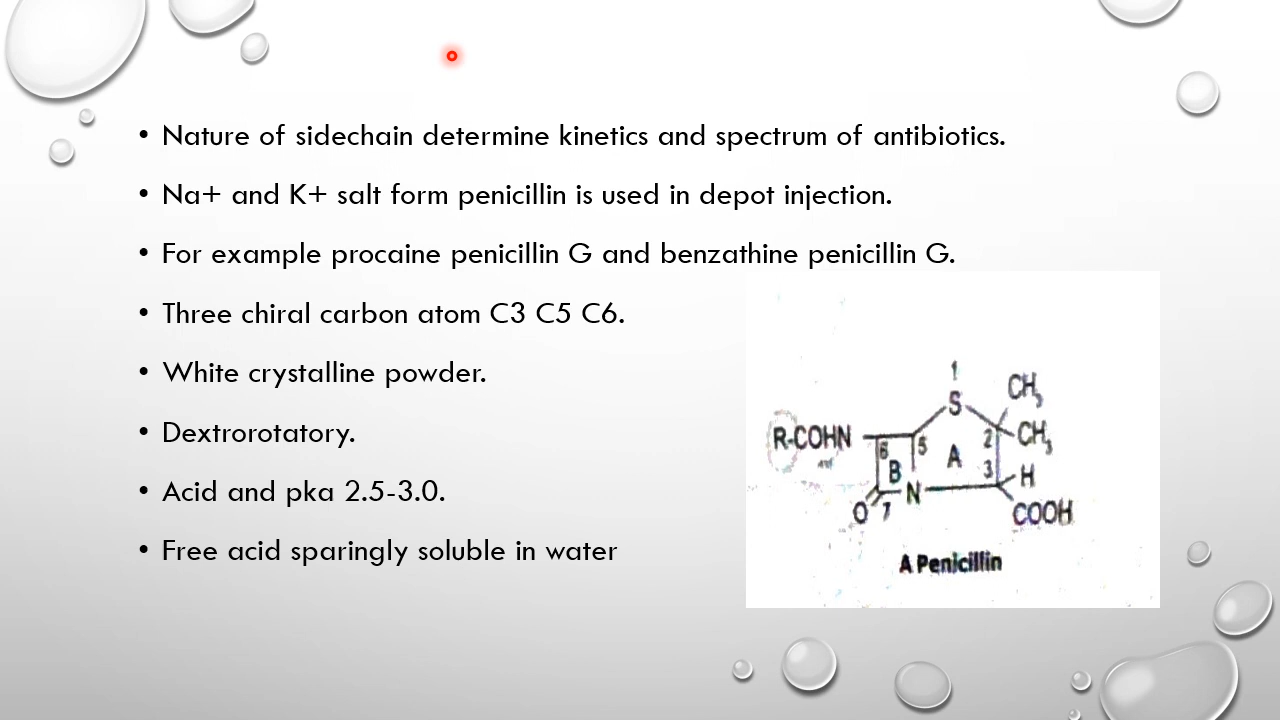 • Nature of sidechain determine kinetics and spectrum of antibiotics.
• Na+ and K+ salt form penicillin is used in depot injection.
• For example procaine penicillin G and benzathine penicillin G.
• Three chiral carbon atom C3 C5 C6.
• White crystalline powder.
• Dextrorotatory.
• Acid and pka 2.5-3.0.
• Free acid sparingly soluble in water
1
S
CH3
R-COHN
6
5
2
CH3
B
A
3
H
N
O
7
COOH
A Penicillin